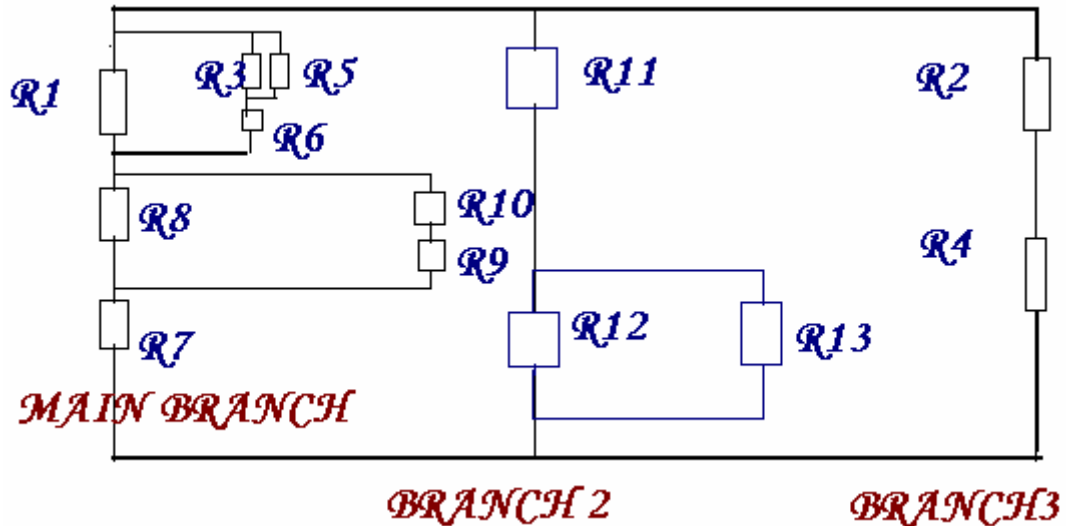 R3 R5
R11
R2
R1
R6
R10
R8
R4
R9
R12
R13
R7
MAIN BRANCH
BRANCH 2
BRANCH3